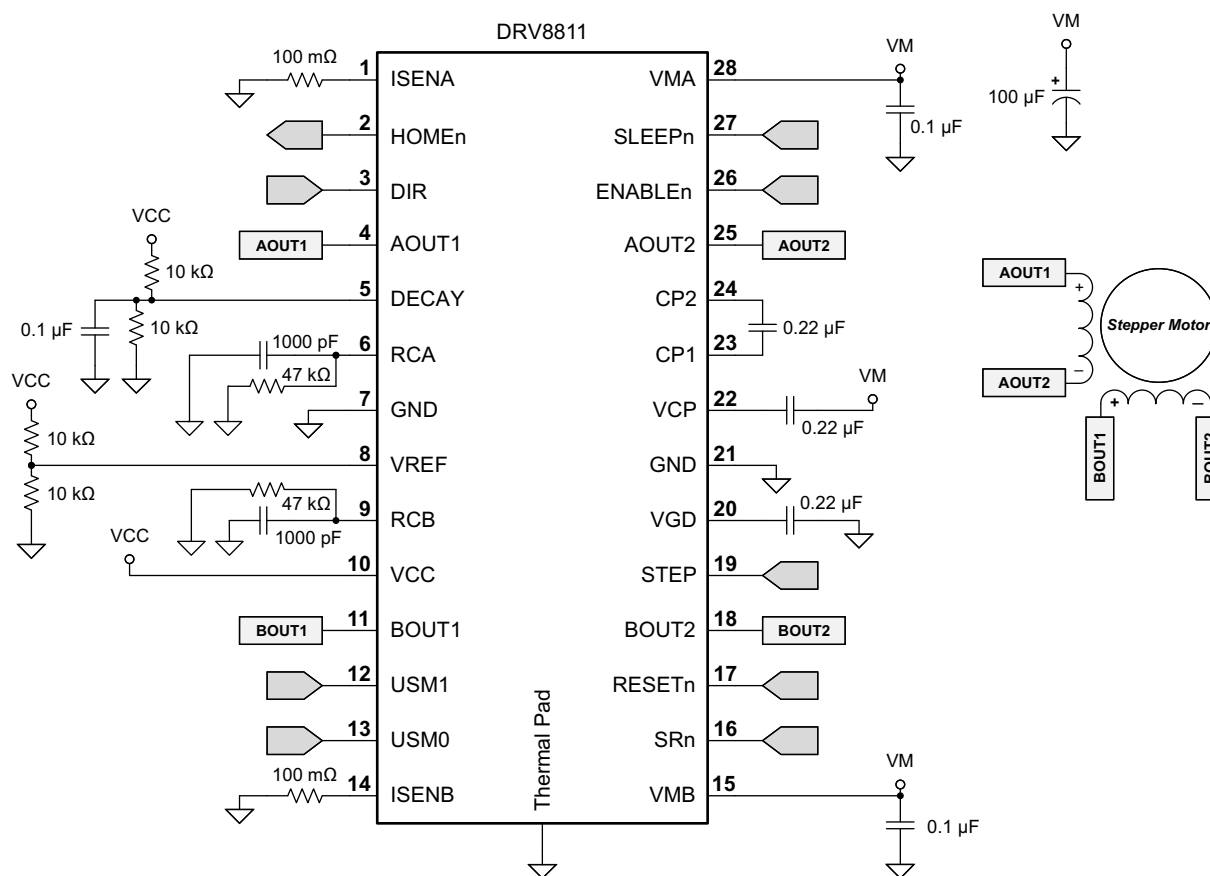 DRV8811
100 mΩ
1 ISENA
2 HOMEn
3 DIR
AOUT1 4 AOUT1
VCC
10 kΩ
5 DECAY
0.1 µF
10 kΩ
1000 pF
6 RCA
47 kΩ
7 GND
VCC
10 kΩ
8 VREF
10 kΩ
47 kΩ
9 RCB
1000 pF
VCC
10 VCC
BOUT1 11 BOUT1
12 USM1
13 USM0
100 mΩ
14 ISENB
Thermal Pad
VMA 28
VM
0.1 µF
SLEEPn 27
ENABLEn 26
AOUT2 25 AOUT2
CP2 24
0.22 µF
CP1 23
VCP 22
VM
0.22 µF
GND 21
VGD 20
0.22 µF
STEP 19
BOUT2 18 BOUT2
RESETn 17
SRn 16
VMB 15
VM
0.1 µF
VM
+
100 µF
AOUT1
+
Stepper Motor
AOUT2
–
+
–
BOUT1
BOUT2